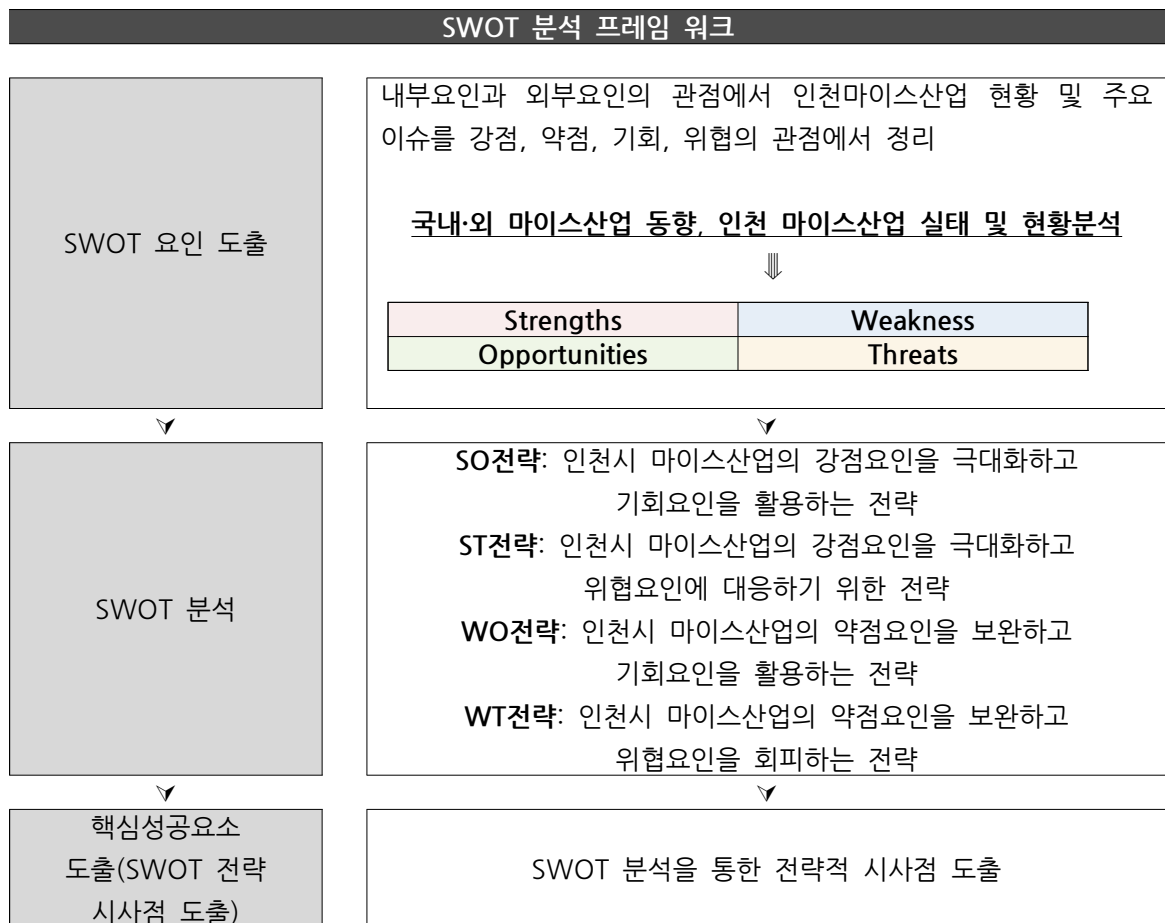 SWOT 분석 프레임 워크
SWOT 요인 도출
내부요인과 외부요인의 관점에서 인천마이스산업 현황 및 주요
이슈를 강점, 약점, 기회, 위협의 관점에서 정리
국내·외 마이스산업 동향, 인천 마이스산업 실태 및 현황분석
Strengths Weakness
Opportunities Threats
SWOT 분석
SO전략: 인천시 마이스산업의 강점요인을 극대화하고
기회요인을 활용하는 전략
ST전략: 인천시 마이스산업의 강점요인을 극대화하고
위협요인에 대응하기 위한 전략
WO전략: 인천시 마이스산업의 약점요인을 보완하고
기회요인을 활용하는 전략
WT전략: 인천시 마이스산업의 약점요인을 보완하고
위협요인을 회피하는 전략
핵심성공요소
도출(SWOT 전략
시사점 도출)
SWOT 분석을 통한 전략적 시사점 도출